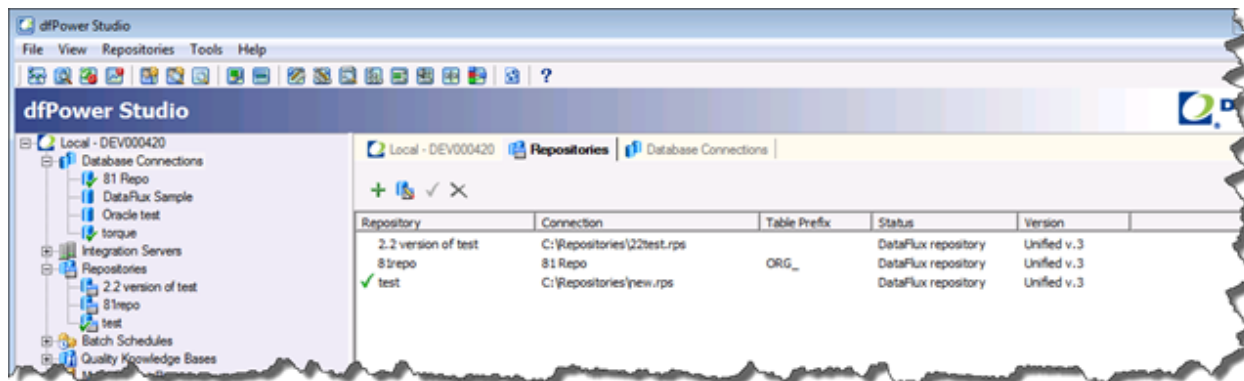 dfPower Studio
File View Repositories Tools Help
?
dfPower Studio
Local - DEV000420
Database Connections
81 Repo
DataFlux Sample
Oracle test
torque
Integration Servers
Repositories
2.2 version of test
81repo
test
Batch Schedules
Quality Knowledge Bases
Local - DEV000420 Repositories Database Connections
Repository Connection Table Prefix Status Version
2.2 version of test C:\Repositories\22test.rps DataFlux repository Unified v.3
81repo 81 Repo ORG_ DataFlux repository Unified v.3
test C:\Repositories\new.rps DataFlux repository Unified v.3